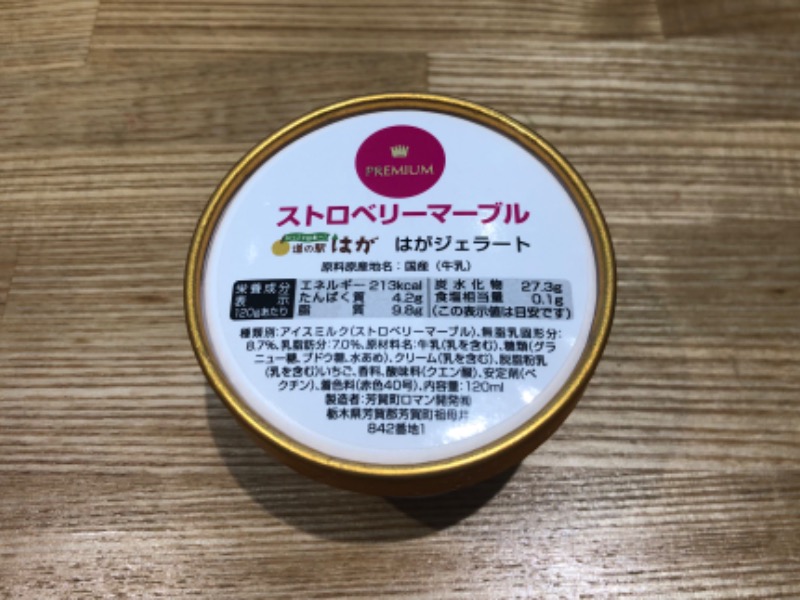 PREMIUM
ストロベリーマーブル
道の駅 はが はがジェラート
原料原産地名:国産(牛乳)
栄養成分 表示 120gあたり
エネルギー 213kcal 炭水化物 27.3g
たんぱく質 4.2g 食塩相当量 0.1g
脂質 9.8g (この表示値は目安です)
種類別:アイスミルク(ストロベリーマーブル)、無脂乳固形分:
8.7%、乳脂肪分:7.0%、原材料名:牛乳(乳を含む)、糖類(グラ
ニュー糖、ブドウ糖、水あめ)、クリーム(乳を含む)、脱脂粉乳
(乳を含む)いちご、香料、酸味料(クエン酸)、安定剤(ペ
クチン)、着色料(赤色40号)、内容量:120ml
製造者:芳賀町ロマン開発㈱
栃木県芳賀郡芳賀町祖母井
842番地1